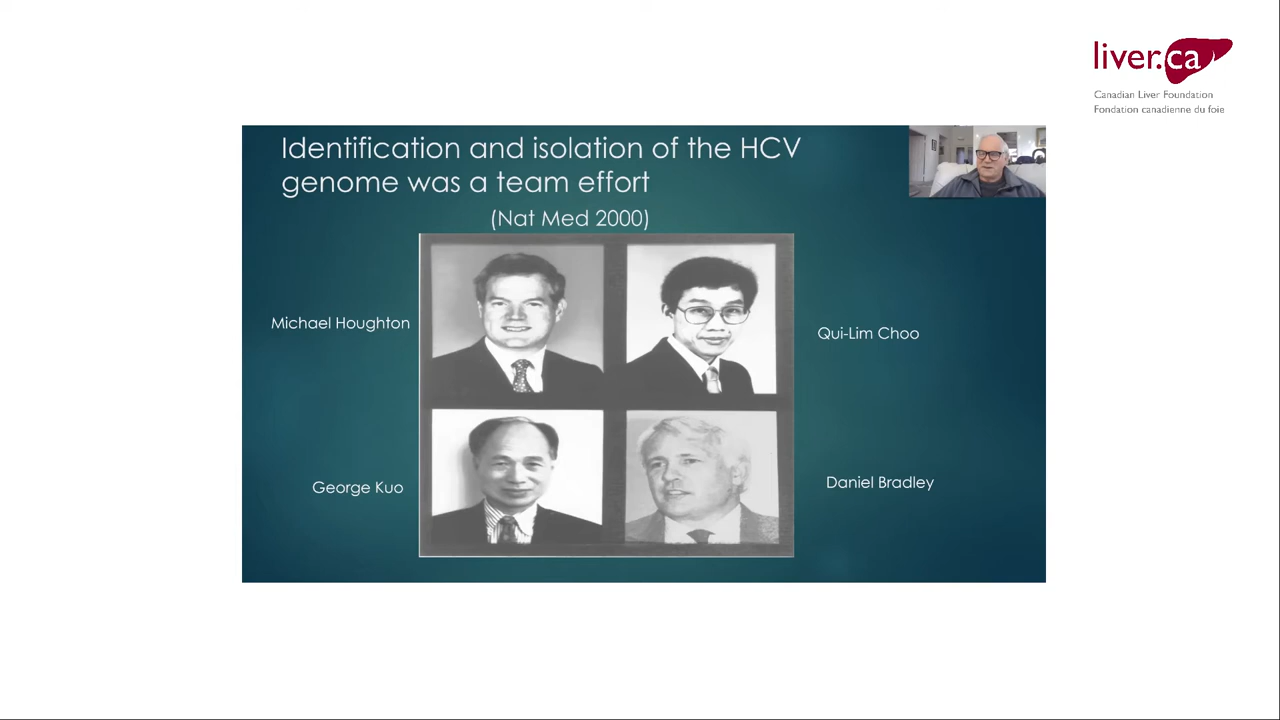 liver.ca
Canadian Liver Foundation
Fondation canadienne du foie
Identification and isolation of the HCV
genome was a team effort
(Nat Med 2000)
Michael Houghton
Qui-Lim Choo
George Kuo
Daniel Bradley